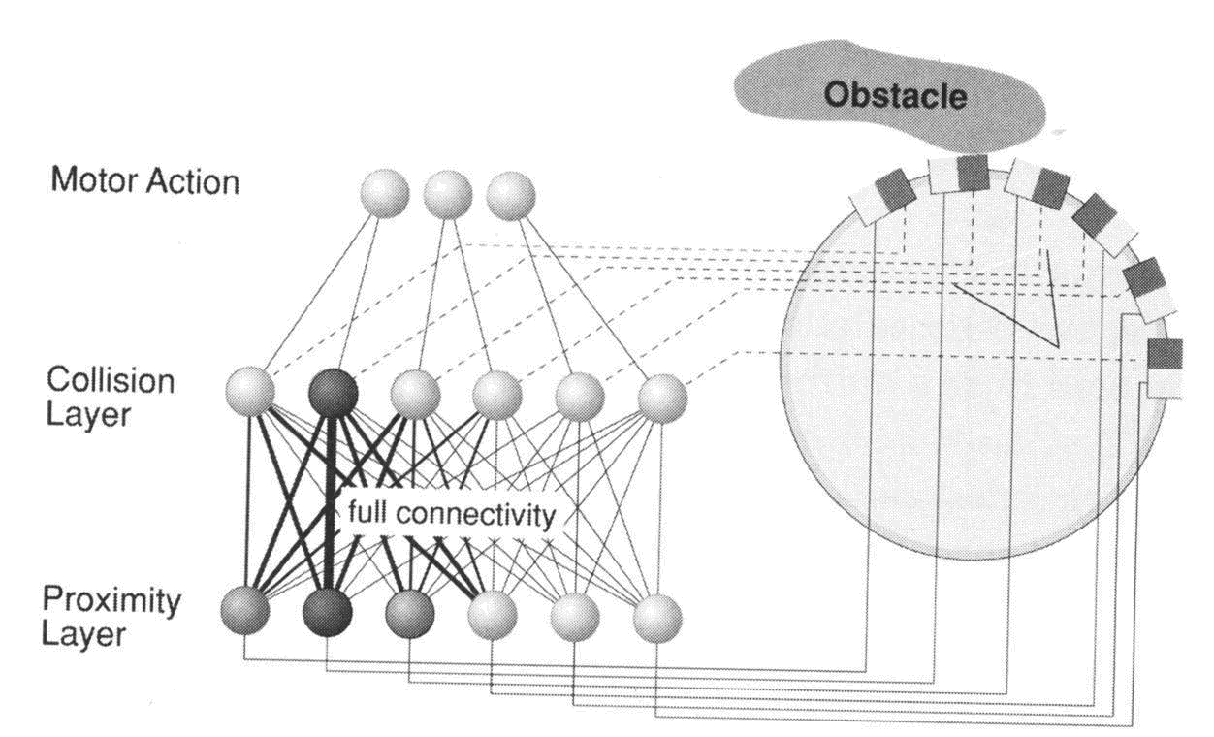 Obstacle
Motor Action
Collision
Layer
full connectivity
Proximity
Layer